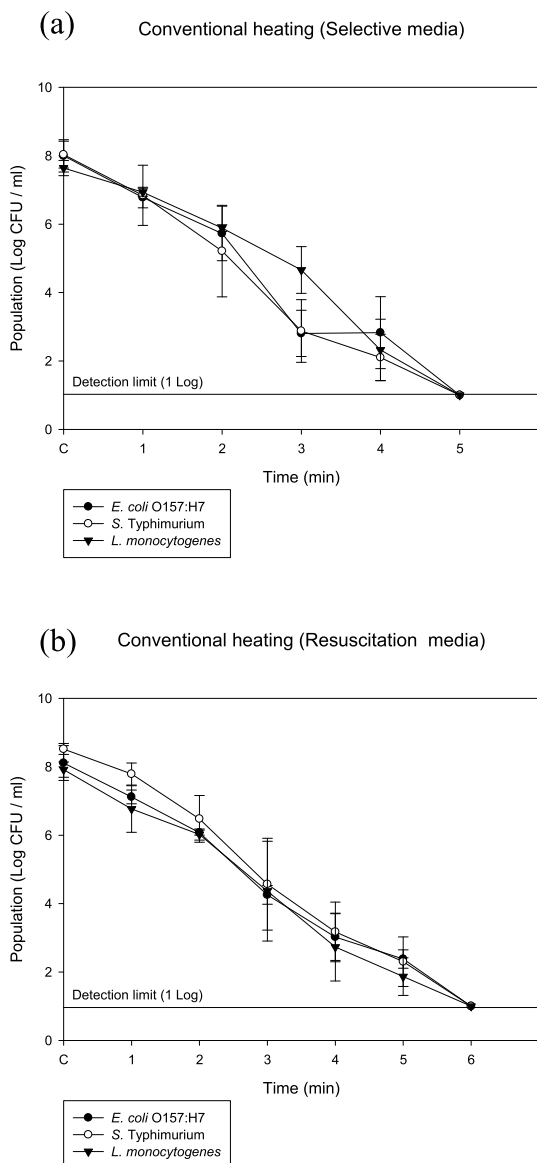 (a) Conventional heating (Selective media)
10
8
6
4
2
0
Population (Log CFU / ml)
Detection limit (1 Log)
C 1 2 3 4 5
Time (min)
E. coli O157:H7
S. Typhimurium
L. monocytogenes
(b) Conventional heating (Resuscitation media)
10
8
6
4
2
0
Population (Log CFU / ml)
Detection limit (1 Log)
C 1 2 3 4 5 6
Time (min)
E. coli O157:H7
S. Typhimurium
L. monocytogenes